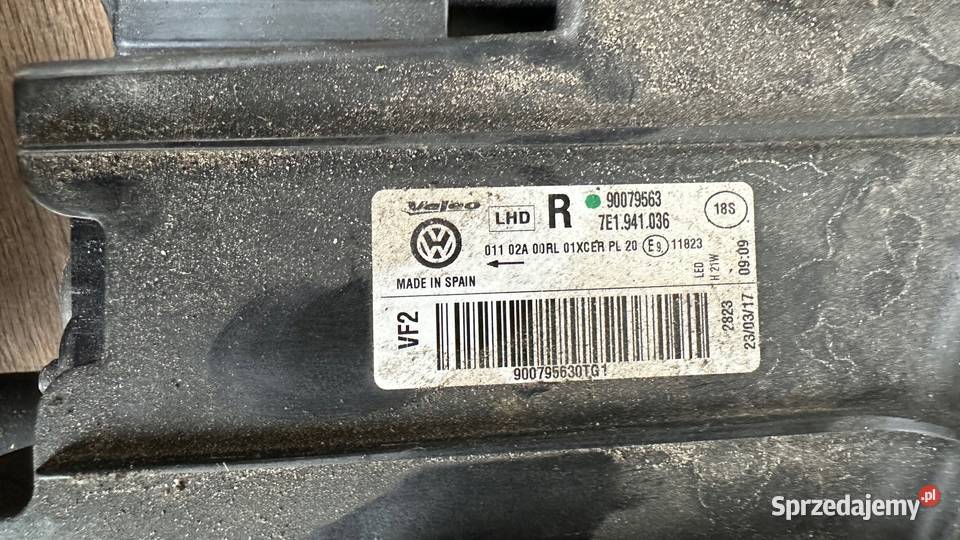 Valeo LHD R 90079563
7E1.941.036
18S
011 02A 00RL 01XCER PL 20 E9 11823
MADE IN SPAIN
LED
H 21W
09:09
VF2
2823
23/03/17
900795630TG1
Sprzedajemy.pl